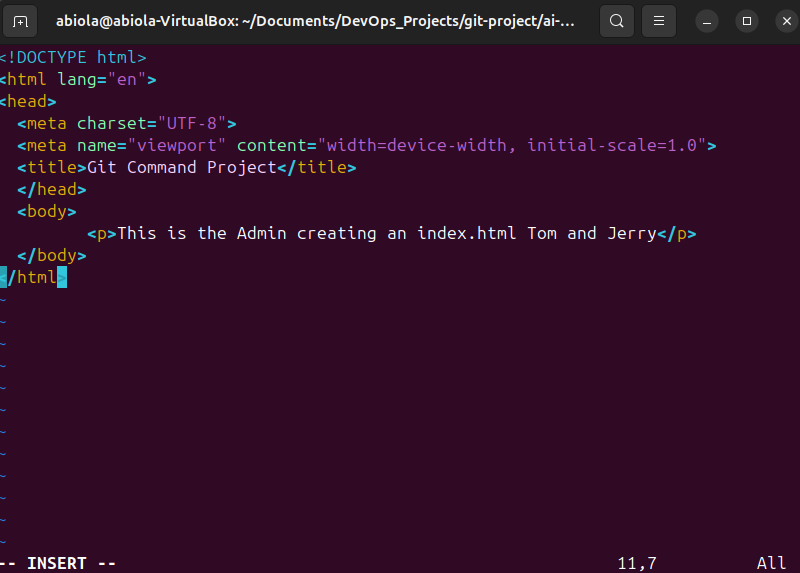 abiola@abiola-VirtualBox: ~/Documents/DevOps_Projects/git-project/ai-...
<!DOCTYPE html>
<html lang="en">
<head>
  <meta charset="UTF-8">
  <meta name="viewport" content="width=device-width, initial-scale=1.0">
  <title>Git Command Project</title>
  </head>
  <body>
         <p>This is the Admin creating an index.html Tom and Jerry</p>
  </body>
</html>
~
~
~
~
~
~
~
~
~
~
~
~
-- INSERT -- 11,7 All